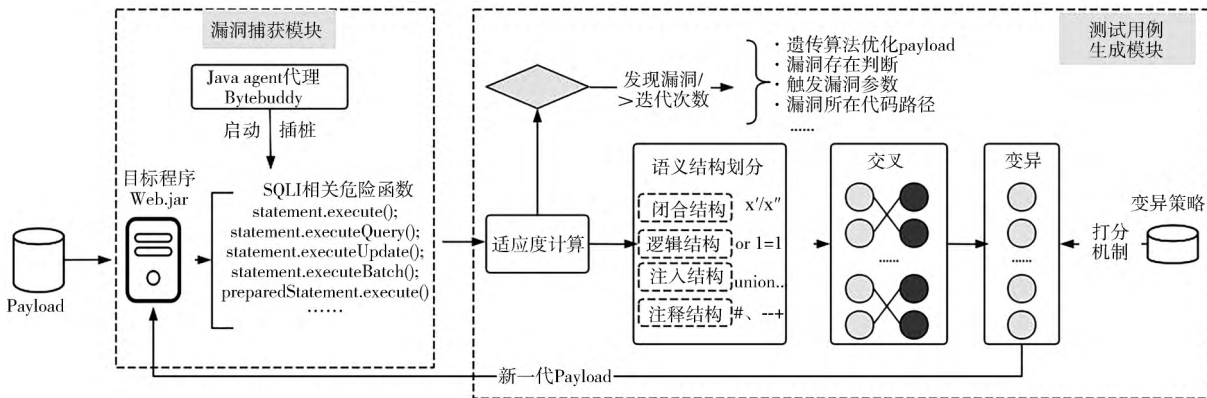 漏洞捕获模块
Java agent代理
Bytebuddy
启动 插桩
目标程序
Web.jar
SQLI相关危险函数
statement.execute();
statement.executeQuery();
statement.executeUpdate();
statement.executeBatch();
preparedStatement.execute()
……
Payload
测试用例
生成模块
发现漏洞/
>迭代次数
·遗传算法优化payload
·漏洞存在判断
·触发漏洞参数
·漏洞所在代码路径
……
适应度计算
语义结构划分
闭合结构 x′/x″
逻辑结构 or 1=1
注入结构 union...
注释结构 #、--+
交叉
……
变异
……
变异策略
打分
机制
新一代Payload